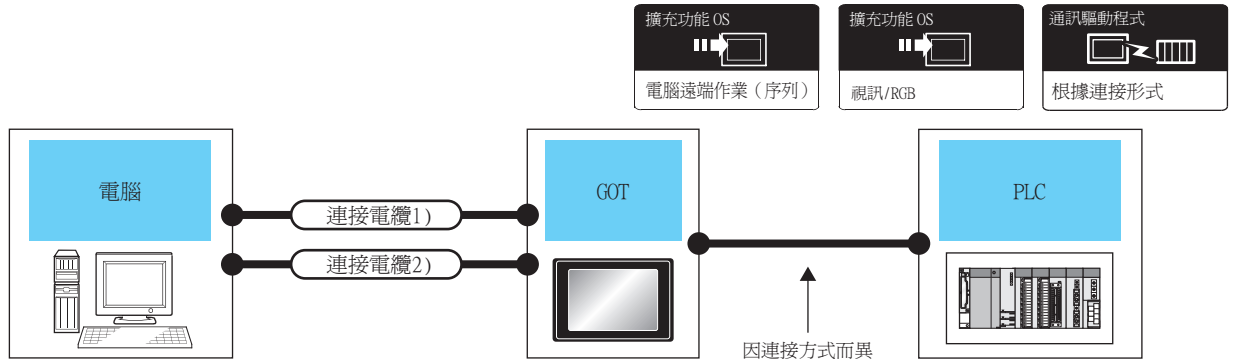 擴充功能 OS
電腦遠端作業（序列）
擴充功能 OS
視訊/RGB
通訊驅動程式
根據連接形式
電腦
連接電纜1)
連接電纜2)
GOT
PLC
因連接方式而異